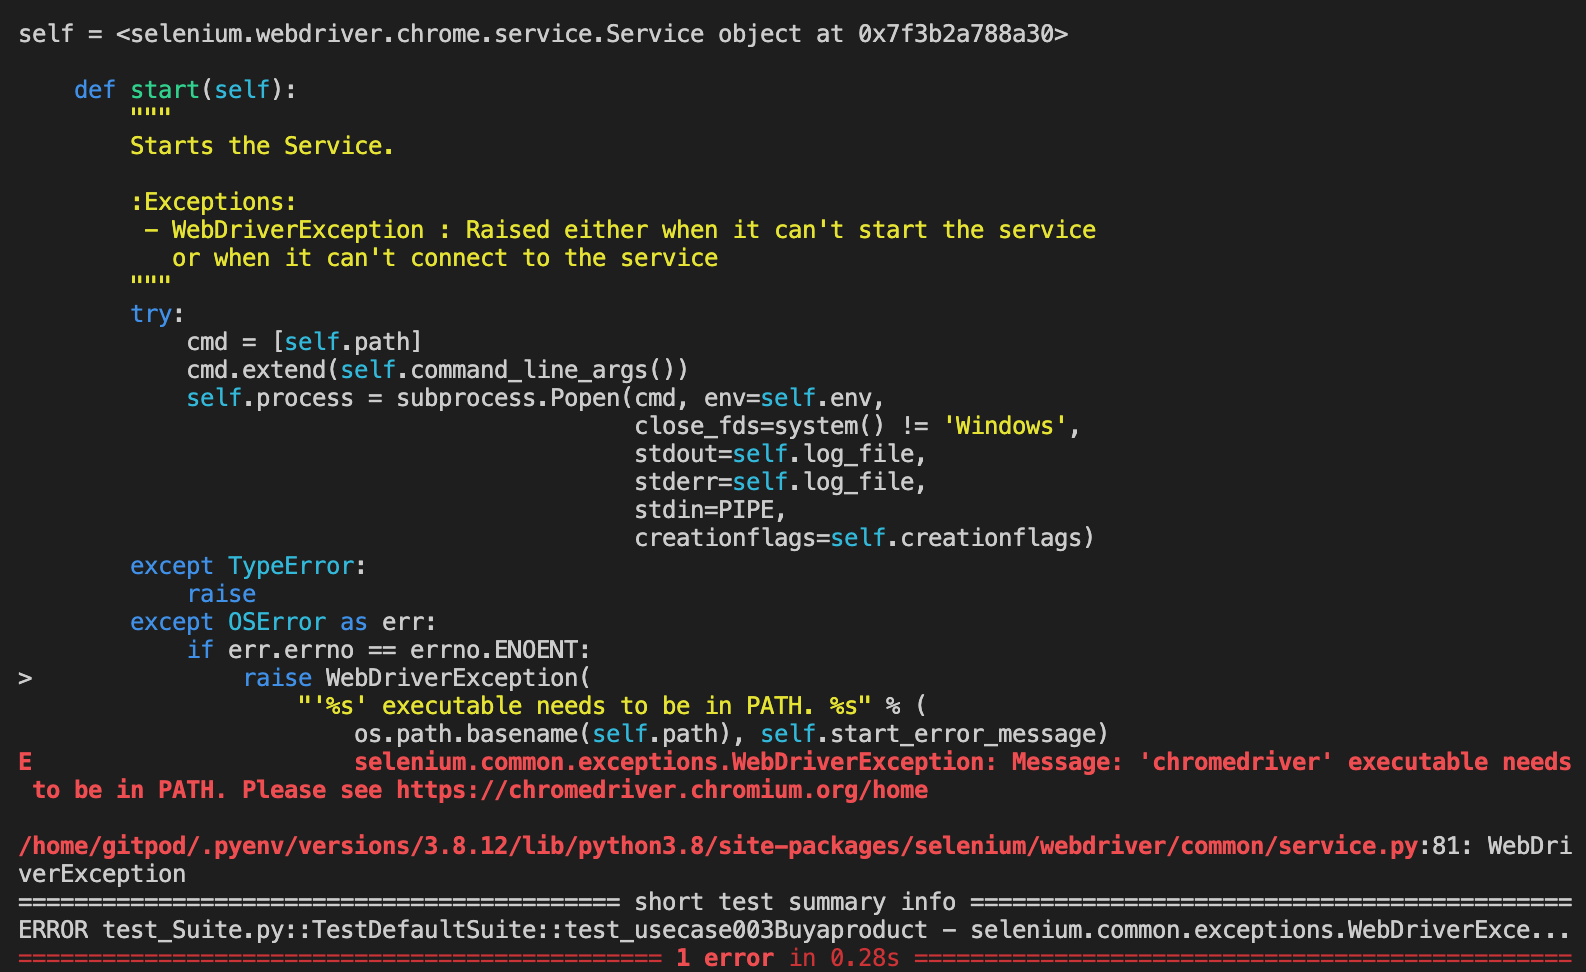 self = <selenium.webdriver.chrome.service.Service object at 0x7f3b2a788a30>
def start(self):
"""
Starts the Service.
:Exceptions:
- WebDriverException : Raised either when it can't start the service
or when it can't connect to the service
"""
try:
cmd = [self.path]
cmd.extend(self.command_line_args())
self.process = subprocess.Popen(cmd, env=self.env,
close_fds=system() != 'Windows',
stdout=self.log_file,
stderr=self.log_file,
stdin=PIPE,
creationflags=self.creationflags)
except TypeError:
raise
except OSError as err:
if err.errno == errno.ENOENT:
> raise WebDriverException(
"'%s' executable needs to be in PATH. %s" % (
os.path.basename(self.path), self.start_error_message)
E selenium.common.exceptions.WebDriverException: Message: 'chromedriver' executable needs
to be in PATH. Please see https://chromedriver.chromium.org/home
/home/gitpod/.pyenv/versions/3.8.12/lib/python3.8/site-packages/selenium/webdriver/common/service.py:81: WebDri
verException
=========================================== short test summary info ===========================================
ERROR test_Suite.py::TestDefaultSuite::test_usecase003Buyaproduct - selenium.common.exceptions.WebDriverExce...
============================================== 1 error in 0.28s ===============================================